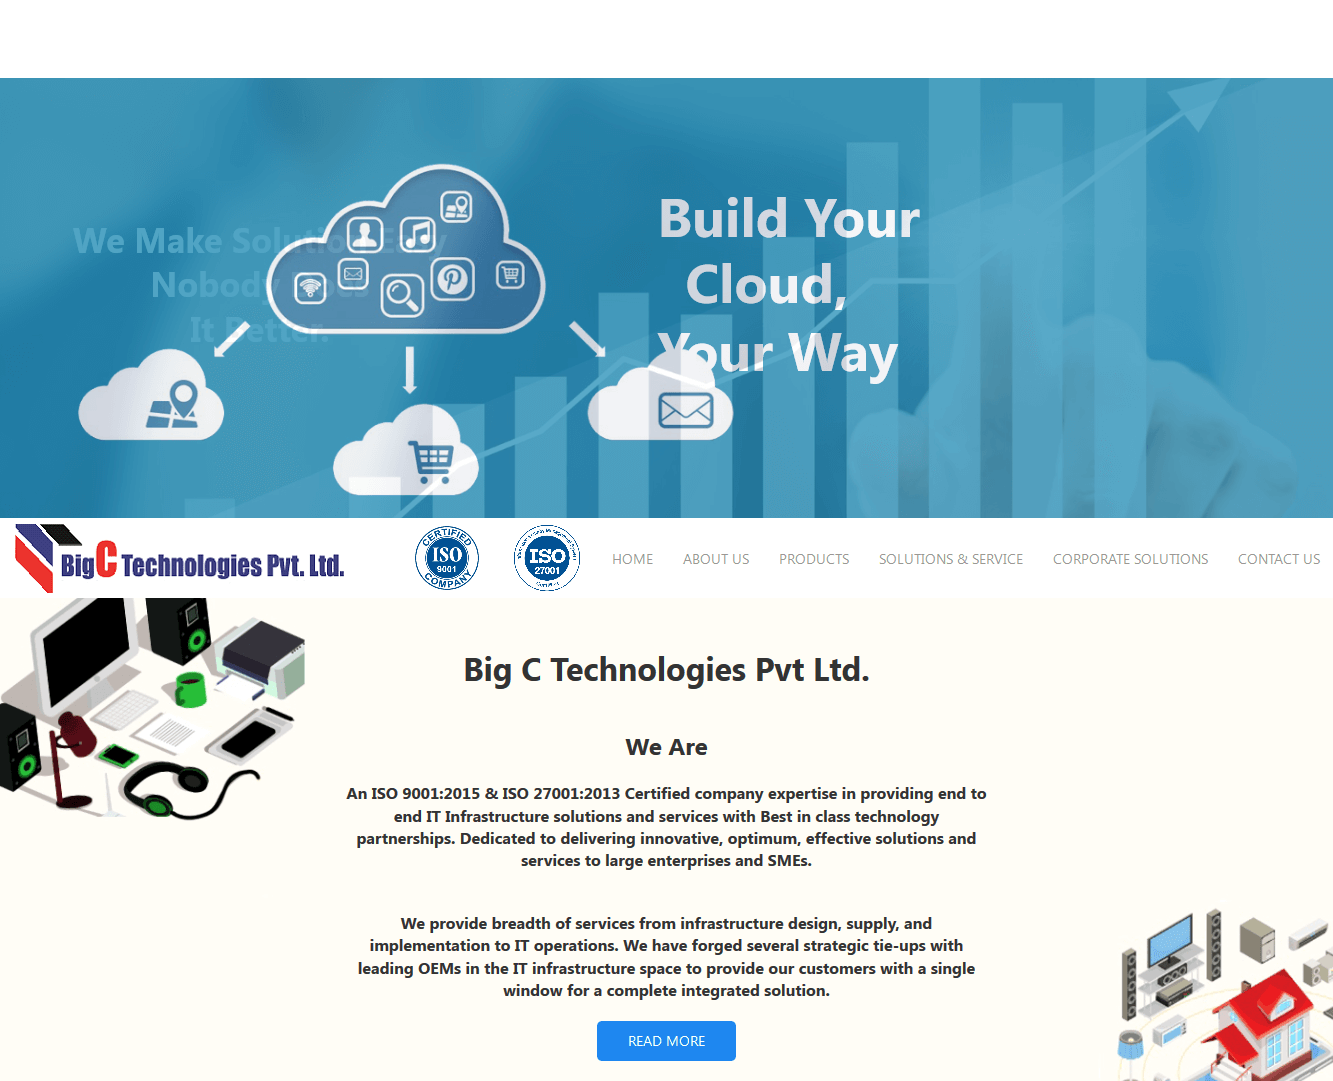 We Make Solution Easy
Nobody Does
It Better.
Build Your
Cloud,
Your Way
BigC Technologies Pvt. Ltd.
CERTIFIED
ISO
9001
COMPANY
ISO
27001
HOME
ABOUT US
PRODUCTS
SOLUTIONS & SERVICE
CORPORATE SOLUTIONS
CONTACT US
Big C Technologies Pvt Ltd.
We Are
An ISO 9001:2015 & ISO 27001:2013 Certified company expertise in providing end to
end IT Infrastructure solutions and services with Best in class technology
partnerships. Dedicated to delivering innovative, optimum, effective solutions and
services to large enterprises and SMEs.
We provide breadth of services from infrastructure design, supply, and
implementation to IT operations. We have forged several strategic tie-ups with
leading OEMs in the IT infrastructure space to provide our customers with a single
window for a complete integrated solution.
READ MORE